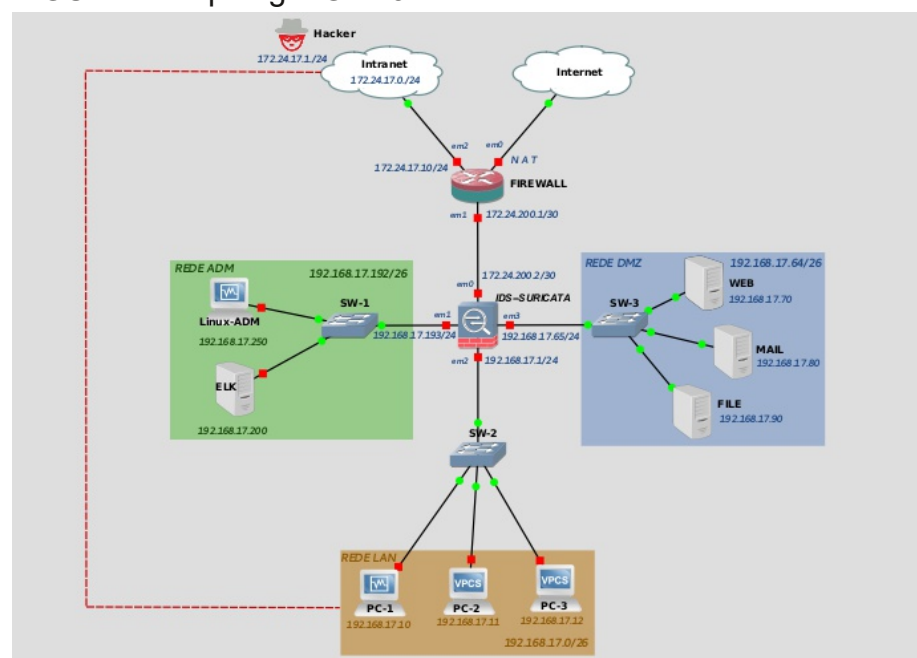 Hacker
172.24.17.1/24
Intranet
172.24.17.0./24
Internet
em2
em0
NAT
172.24.17.10/24
FIREWALL
em1
172.24.200.1/30
REDE ADM
192.168.17.192/26
172.24.200.2/30
REDE DMZ
192.168.17.64/26
em0
IDS-SURICATA
WEB
SW-1
SW-3
192.168.17.70
Linux-ADM
em1
em3
192.168.17.193/24
192.168.17.65/24
192.168.17.250
MAIL
em2
192.168.17.1/24
192.168.17.80
ELK
FILE
192.168.17.90
192.168.17.200
SW-2
REDE LAN
VPCS
VPCS
PC-1
PC-2
PC-3
192.168.17.10
192.168.17.11
192.168.17.12
192.168.17.0/26